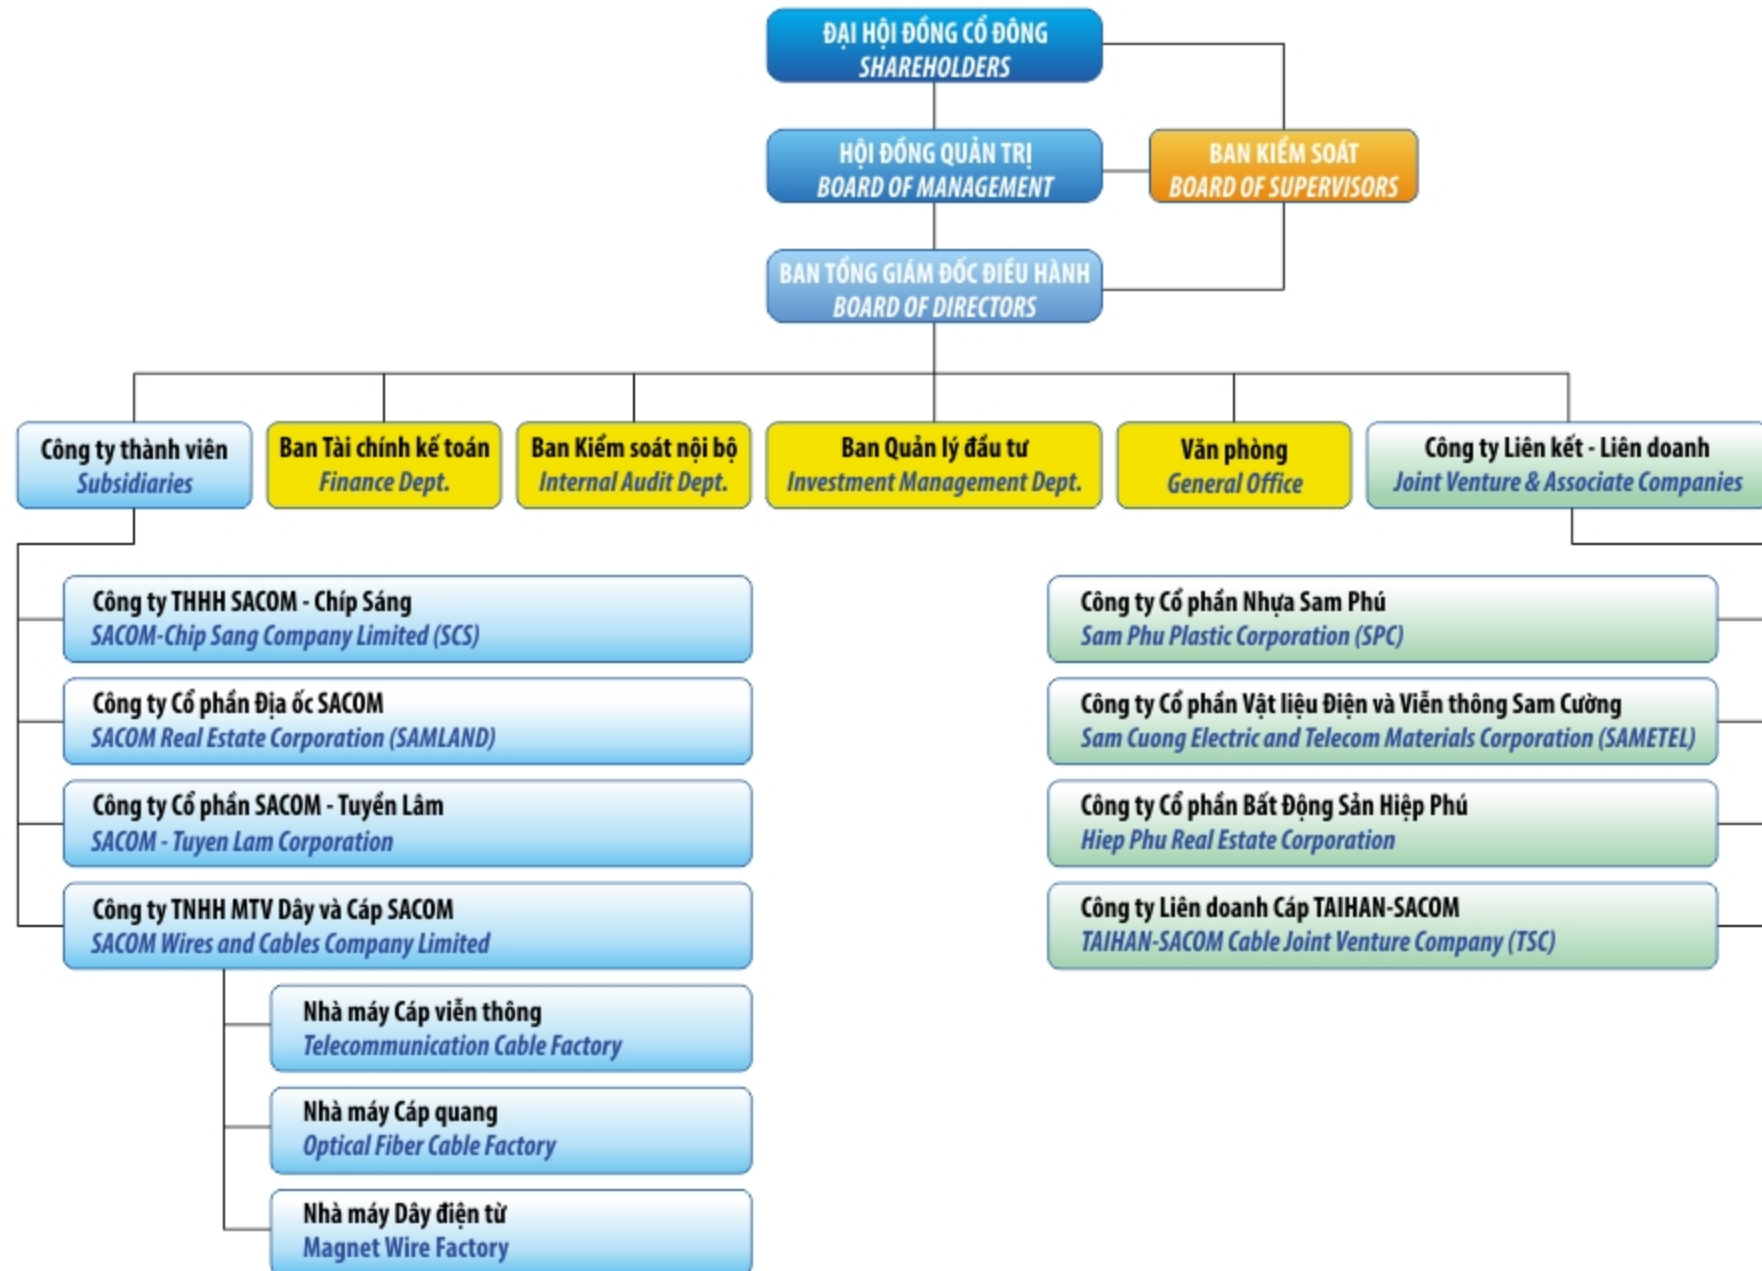 ĐẠI HỘI ĐỒNG CỔ ĐÔNG
SHAREHOLDERS
HỘI ĐỒNG QUẢN TRỊ
BOARD OF MANAGEMENT
BAN KIỂM SOÁT
BOARD OF SUPERVISORS
BAN TỔNG GIÁM ĐỐC ĐIỀU HÀNH
BOARD OF DIRECTORS
Công ty thành viên
Subsidiaries
Ban Tài chính kế toán
Finance Dept.
Ban Kiểm soát nội bộ
Internal Audit Dept.
Ban Quản lý đầu tư
Investment Management Dept.
Văn phòng
General Office
Công ty Liên kết - Liên doanh
Joint Venture & Associate Companies
Công ty THHH SACOM - Chíp Sáng
SACOM-Chip Sang Company Limited (SCS)
Công ty Cổ phần Địa ốc SACOM
SACOM Real Estate Corporation (SAMLAND)
Công ty Cổ phần SACOM - Tuyền Lâm
SACOM - Tuyen Lam Corporation
Công ty TNHH MTV Dây và Cáp SACOM
SACOM Wires and Cables Company Limited
Nhà máy Cáp viễn thông
Telecommunication Cable Factory
Nhà máy Cáp quang
Optical Fiber Cable Factory
Nhà máy Dây điện từ
Magnet Wire Factory
Công ty Cổ phần Nhựa Sam Phú
Sam Phu Plastic Corporation (SPC)
Công ty Cổ phần Vật liệu Điện và Viễn thông Sam Cường
Sam Cuong Electric and Telecom Materials Corporation (SAMETEL)
Công ty Cổ phần Bất Động Sản Hiệp Phú
Hiep Phu Real Estate Corporation
Công ty Liên doanh Cáp TAIHAN-SACOM
TAIHAN-SACOM Cable Joint Venture Company (TSC)